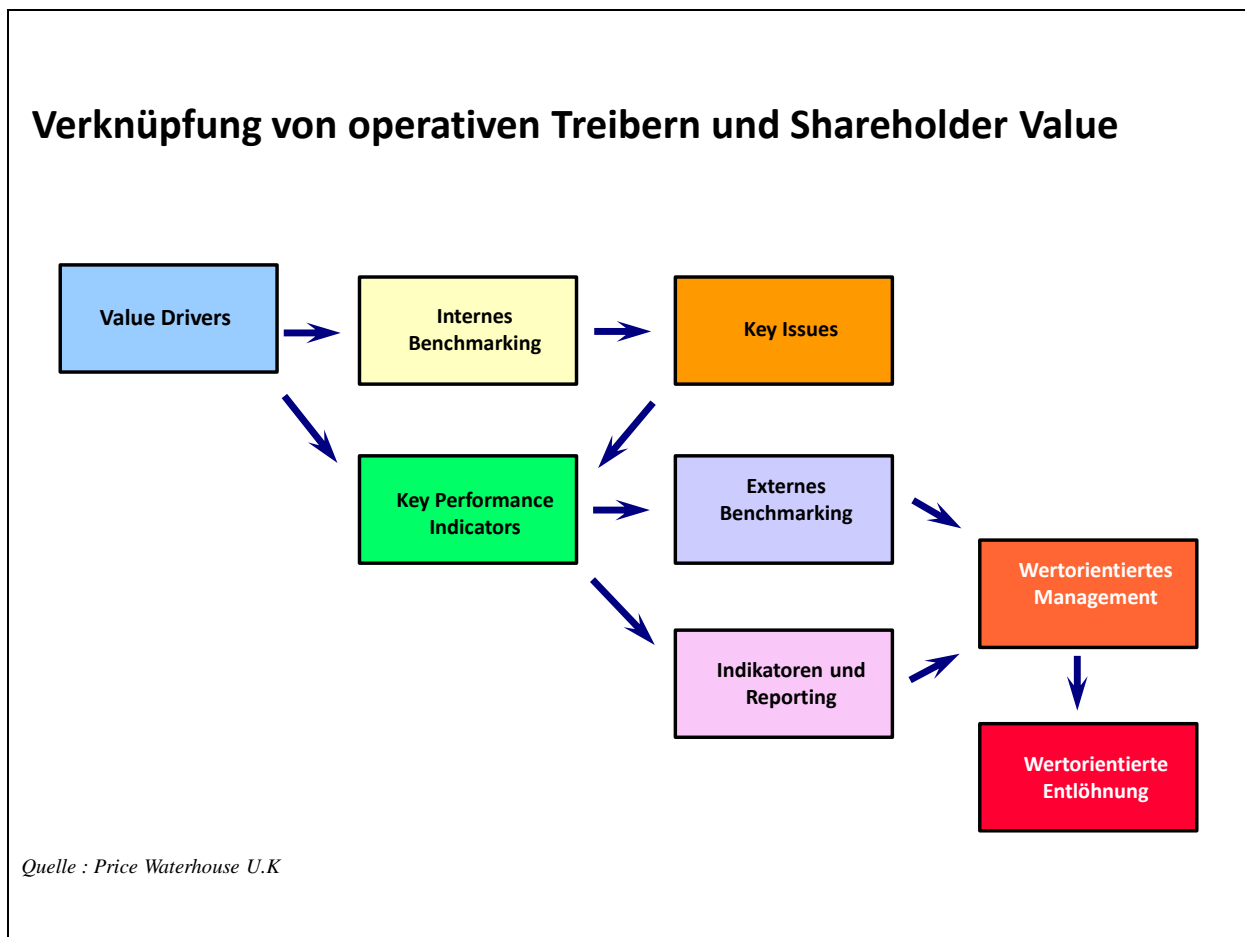 Verknüpfung von operativen Treibern und Shareholder Value
Value Drivers
Internes
Benchmarking
Key Issues
Key Performance
Indicators
Externes
Benchmarking
Wertorientiertes
Management
Indikatoren und
Reporting
Wertorientierte
Entlöhnung
Quelle : Price Waterhouse U.K